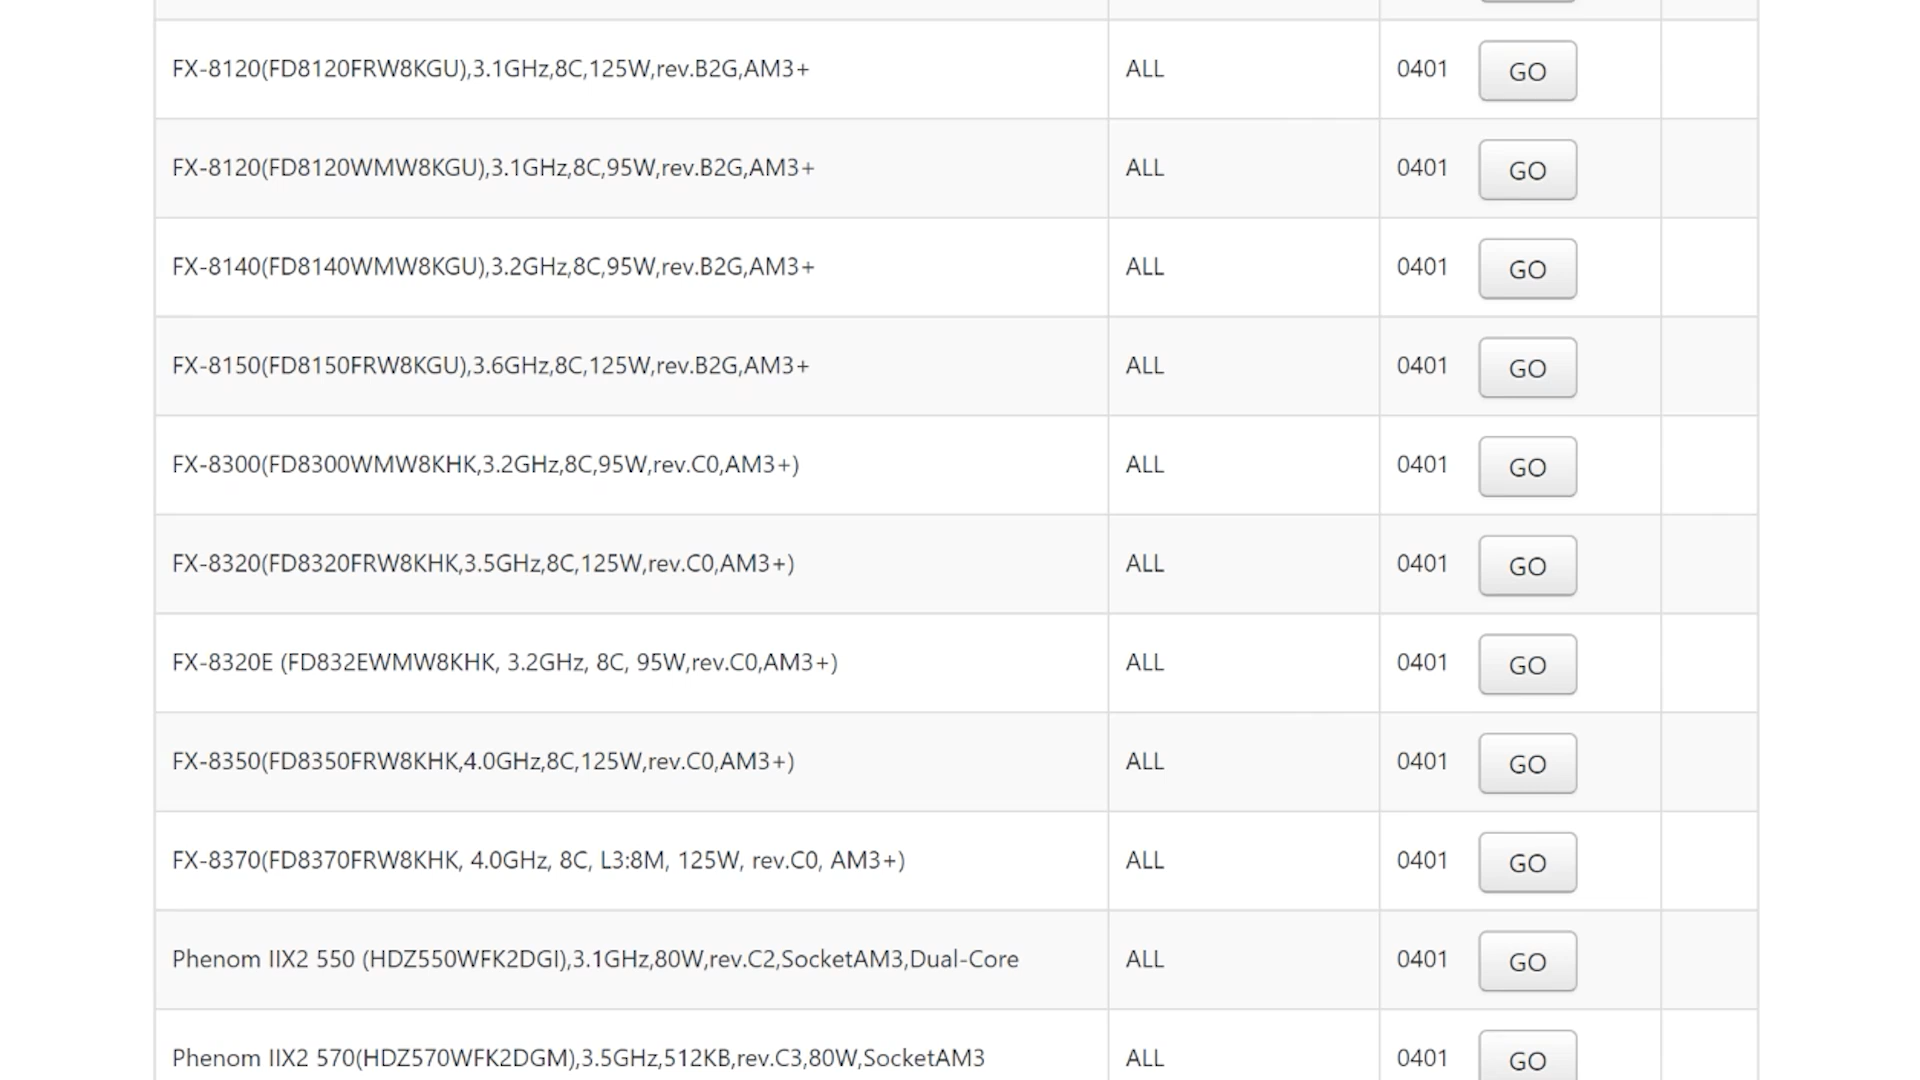 FX-8120(FD8120FRW8KGU),3.1GHz,8C,125W,rev.B2G,AM3+ ALL 0401 GO
FX-8120(FD8120WMW8KGU),3.1GHz,8C,95W,rev.B2G,AM3+ ALL 0401 GO
FX-8140(FD8140WMW8KGU),3.2GHz,8C,95W,rev.B2G,AM3+ ALL 0401 GO
FX-8150(FD8150FRW8KGU),3.6GHz,8C,125W,rev.B2G,AM3+ ALL 0401 GO
FX-8300(FD8300WMW8KHK,3.2GHz,8C,95W,rev.C0,AM3+) ALL 0401 GO
FX-8320(FD8320FRW8KHK,3.5GHz,8C,125W,rev.C0,AM3+) ALL 0401 GO
FX-8320E (FD832EWMW8KHK, 3.2GHz, 8C, 95W,rev.C0,AM3+) ALL 0401 GO
FX-8350(FD8350FRW8KHK,4.0GHz,8C,125W,rev.C0,AM3+) ALL 0401 GO
FX-8370(FD8370FRW8KHK, 4.0GHz, 8C, L3:8M, 125W, rev.C0, AM3+) ALL 0401 GO
Phenom IIX2 550 (HDZ550WFK2DGI),3.1GHz,80W,rev.C2,SocketAM3,Dual-Core ALL 0401 GO
Phenom IIX2 570(HDZ570WFK2DGM),3.5GHz,512KB,rev.C3,80W,SocketAM3 ALL 0401 GO